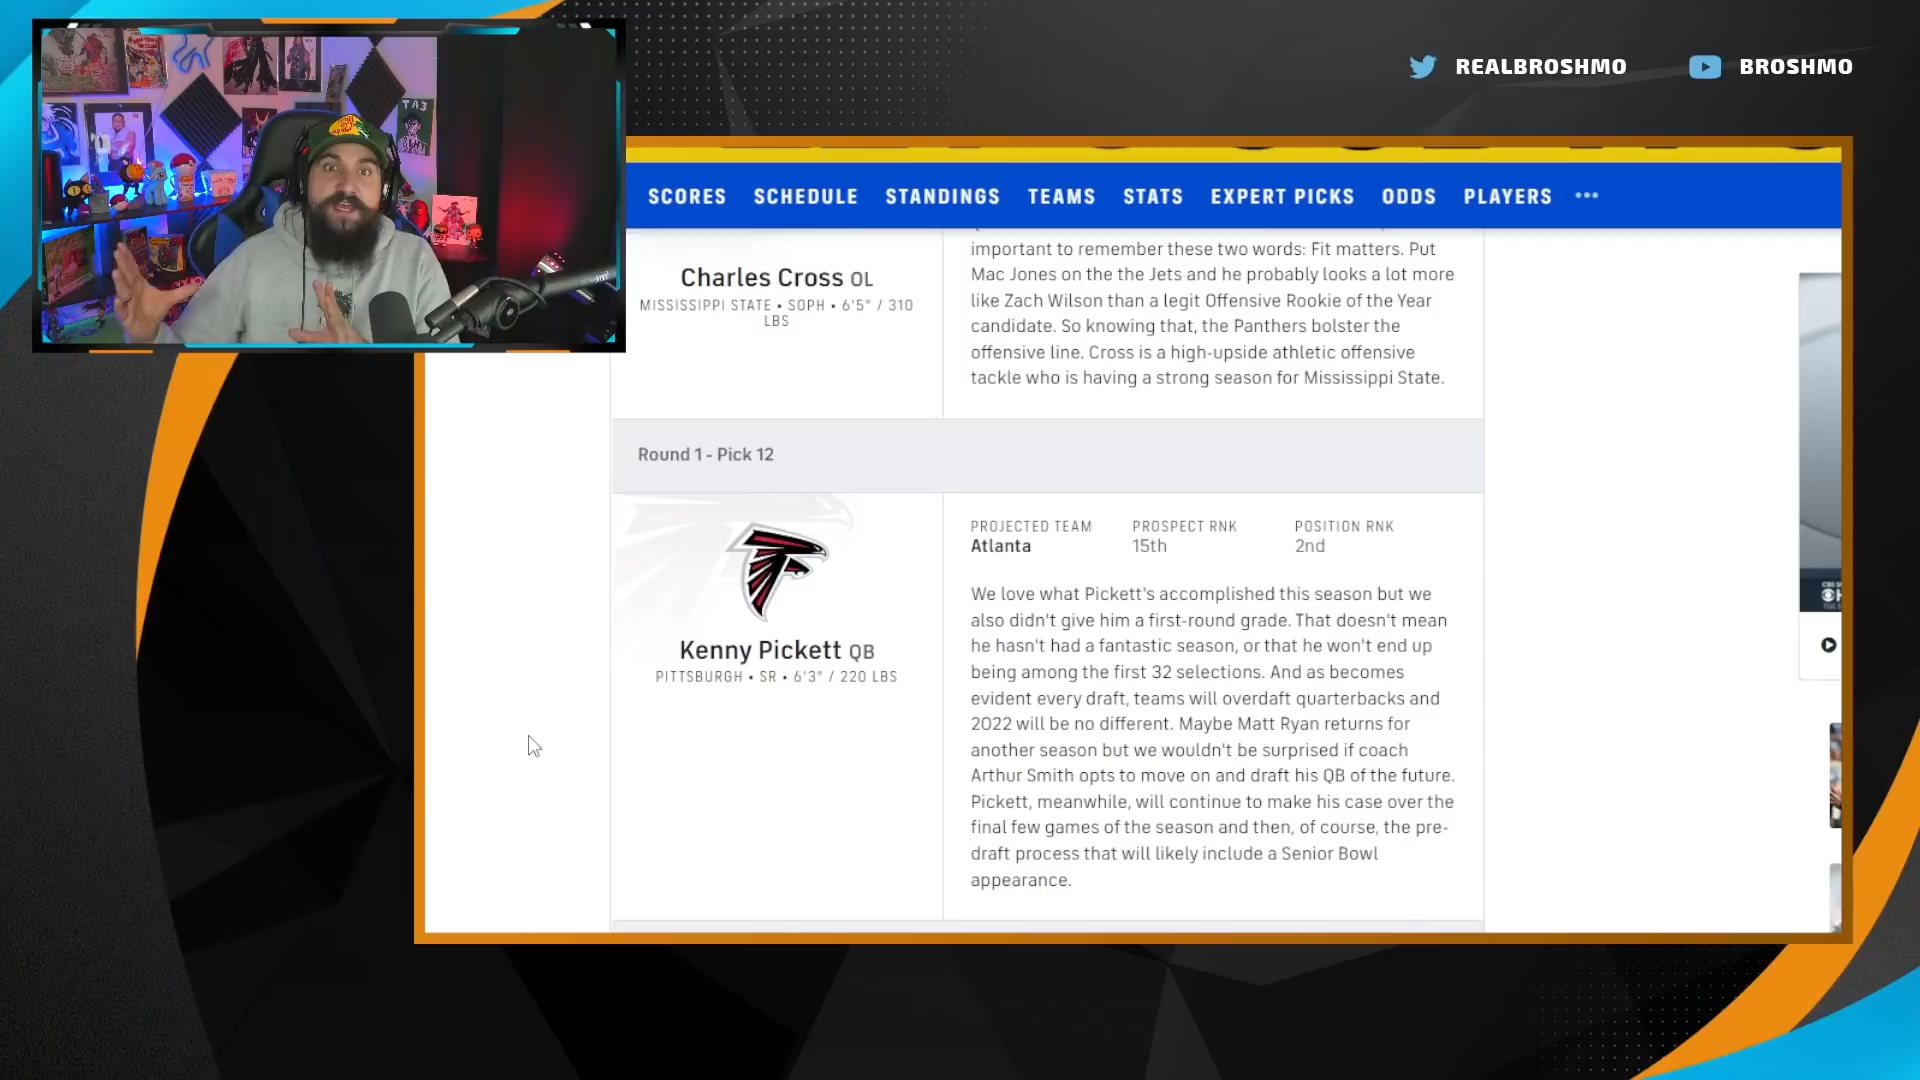 REALBROSHMO
BROSHMO
SCORES SCHEDULE STANDINGS TEAMS STATS EXPERT PICKS ODDS PLAYERS •••
Charles Cross OL
MISSISSIPPI STATE • SOPH • 6'5" / 310
LBS
important to remember these two words: Fit matters. Put
Mac Jones on the the Jets and he probably looks a lot more
like Zach Wilson than a legit Offensive Rookie of the Year
candidate. So knowing that, the Panthers bolster the
offensive line. Cross is a high-upside athletic offensive
tackle who is having a strong season for Mississippi State.
Round 1 - Pick 12
Kenny Pickett QB
PITTSBURGH • SR • 6'3" / 220 LBS
PROJECTED TEAM PROSPECT RNK POSITION RNK
Atlanta 15th 2nd
We love what Pickett's accomplished this season but we
also didn't give him a first-round grade. That doesn't mean
he hasn't had a fantastic season, or that he won't end up
being among the first 32 selections. And as becomes
evident every draft, teams will overdaft quarterbacks and
2022 will be no different. Maybe Matt Ryan returns for
another season but we wouldn't be surprised if coach
Arthur Smith opts to move on and draft his QB of the future.
Pickett, meanwhile, will continue to make his case over the
final few games of the season and then, of course, the pre-
draft process that will likely include a Senior Bowl
appearance.